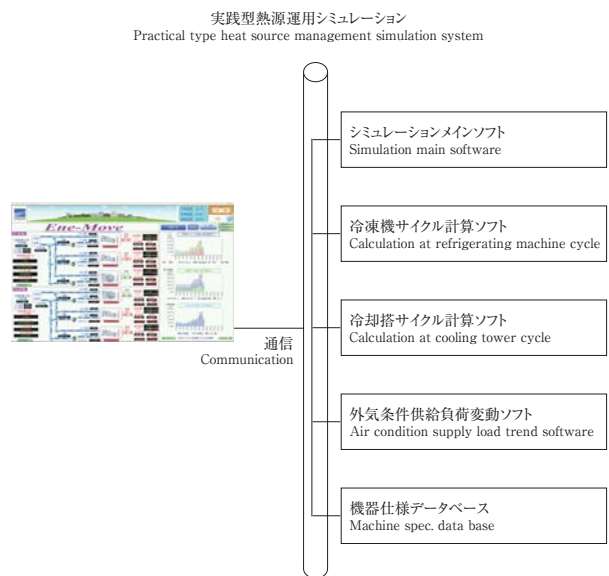 実践型熱源運用シミュレーション
Practical type heat source management simulation system
シミュレーションメインソフト
Simulation main software
冷凍機サイクル計算ソフト
Calculation at refrigerating machine cycle
冷却搭サイクル計算ソフト
Calculation at cooling tower cycle
外気条件供給負荷変動ソフト
Air condition supply load trend software
機器仕様データベース
Machine spec. data base
Ene-Move
通信
Communication